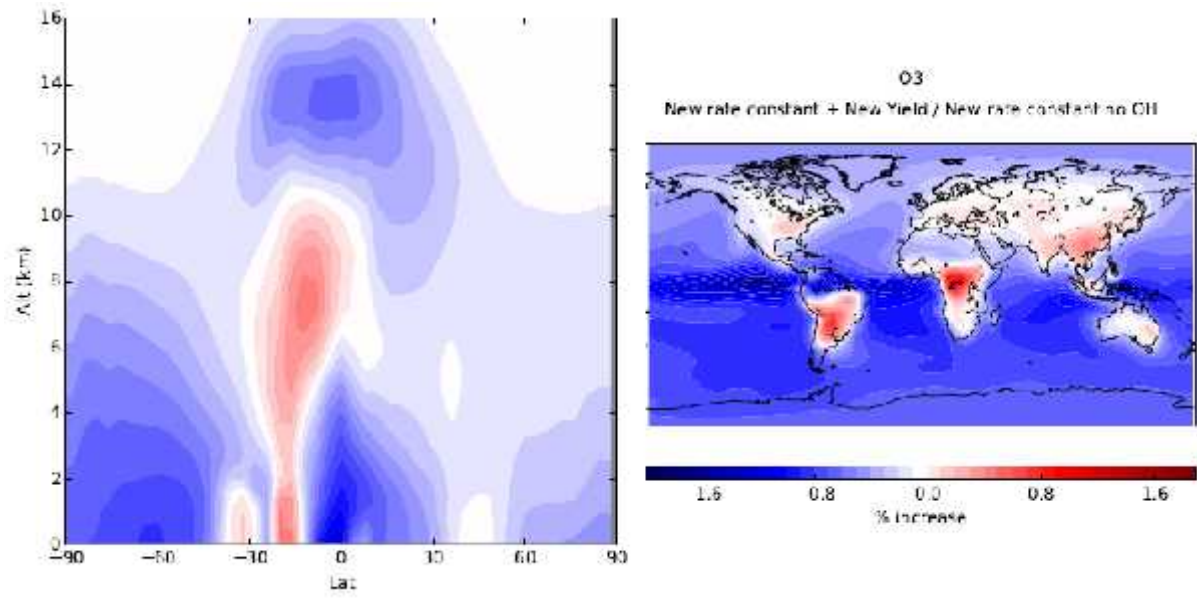 16
14
12
10
8
6
4
2
0
Alt (km)
−90 −60 −30 0 30 60 90
Lat
O3
New rate constant + New Yield / New rate constant no OH
1.6 0.8 0.0 0.8 1.6
% increase